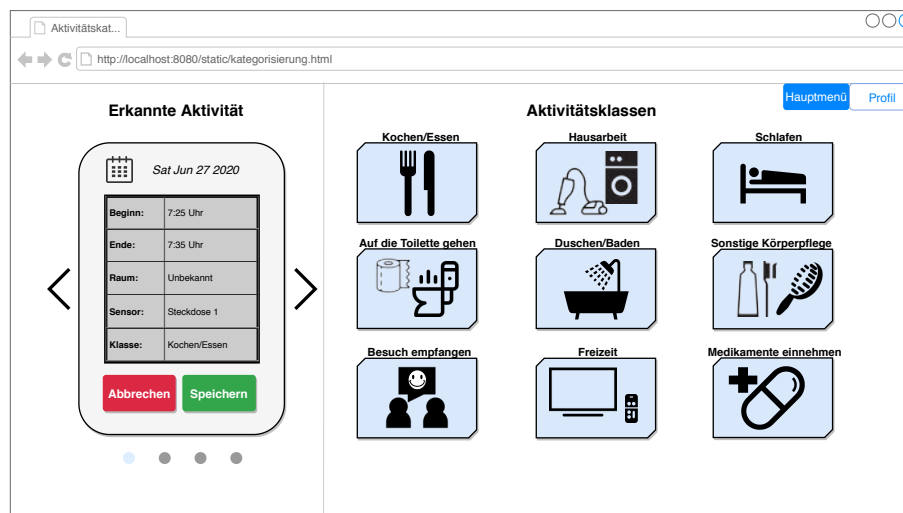 Aktivitätskat...
http://localhost:8080/static/kategorisierung.html
Hauptmenü
Profil
Erkannte Aktivität
Sat Jun 27 2020
Beginn: 7:25 Uhr
Ende: 7:35 Uhr
Raum: Unbekannt
Sensor: Steckdose 1
Klasse: Kochen/Essen
Abbrechen Speichern
Aktivitätsklassen
Kochen/Essen Hausarbeit Schlafen
Auf die Toilette gehen Duschen/Baden Sonstige Körperpflege
Besuch empfangen Freizeit Medikamente einnehmen